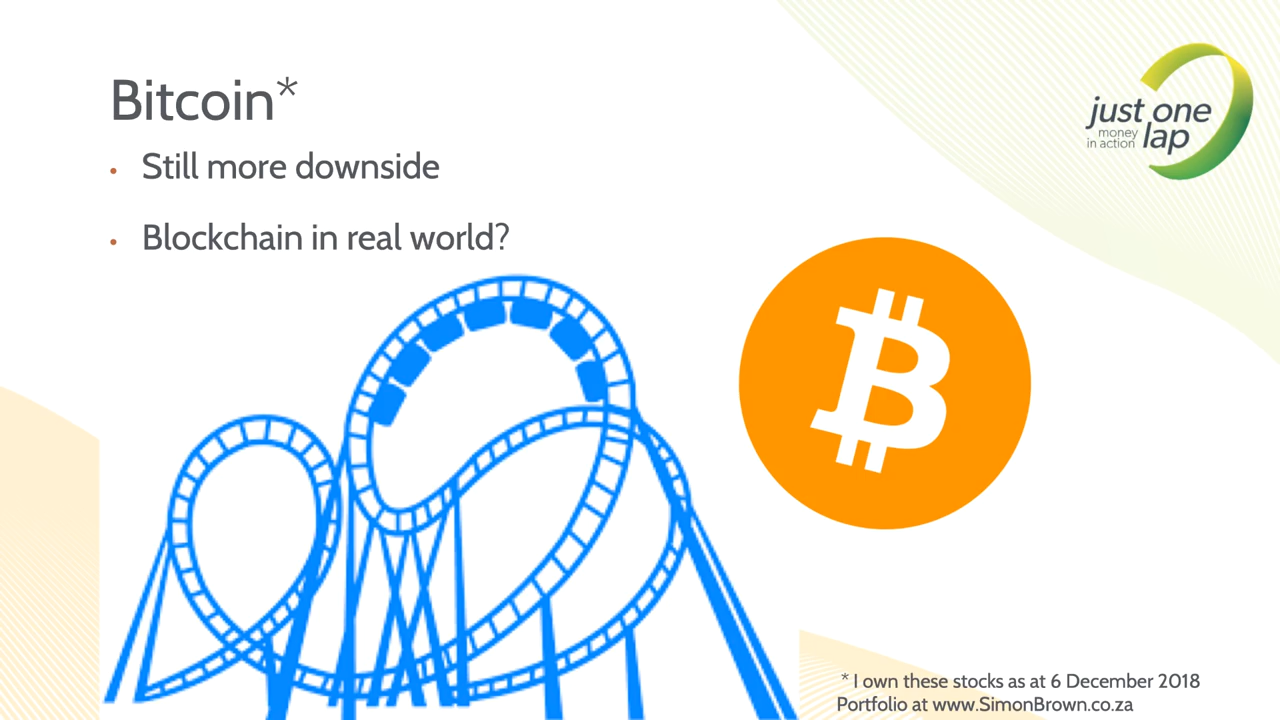 Bitcoin*
• Still more downside
• Blockchain in real world?
just one
money
in action lap
* I own these stocks as at 6 December 2018
Portfolio at www.SimonBrown.co.za